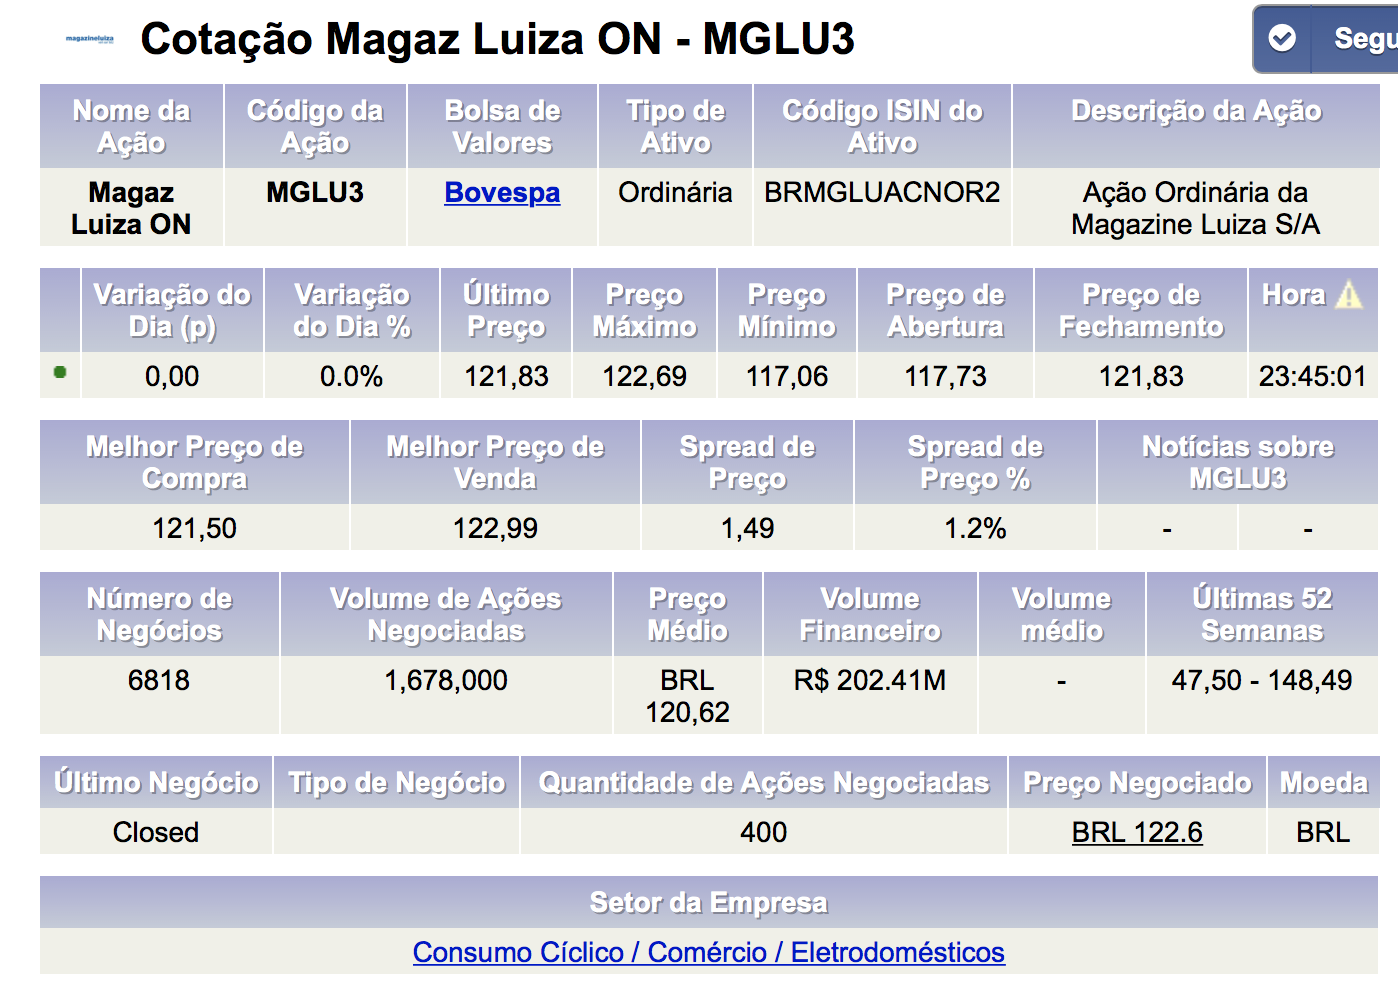 magazineluiza
Cotação Magaz Luiza ON - MGLU3
Segu
Nome da Ação
Código da Ação
Bolsa de Valores
Tipo de Ativo
Código ISIN do Ativo
Descrição da Ação
Magaz Luiza ON
MGLU3
Bovespa
Ordinária
BRMGLUACNOR2
Ação Ordinária da Magazine Luiza S/A
Variação do Dia (p)
Variação do Dia %
Último Preço
Preço Máximo
Preço Mínimo
Preço de Abertura
Preço de Fechamento
Hora
0,00
0.0%
121,83
122,69
117,06
117,73
121,83
23:45:01
Melhor Preço de Compra
Melhor Preço de Venda
Spread de Preço
Spread de Preço %
Notícias sobre MGLU3
121,50
122,99
1,49
1.2%
-
-
Número de Negócios
Volume de Ações Negociadas
Preço Médio
Volume Financeiro
Volume médio
Últimas 52 Semanas
6818
1,678,000
BRL 120,62
R$ 202.41M
-
47,50 - 148,49
Último Negócio
Tipo de Negócio
Quantidade de Ações Negociadas
Preço Negociado
Moeda
Closed
400
BRL 122.6
BRL
Setor da Empresa
Consumo Cíclico / Comércio / Eletrodomésticos